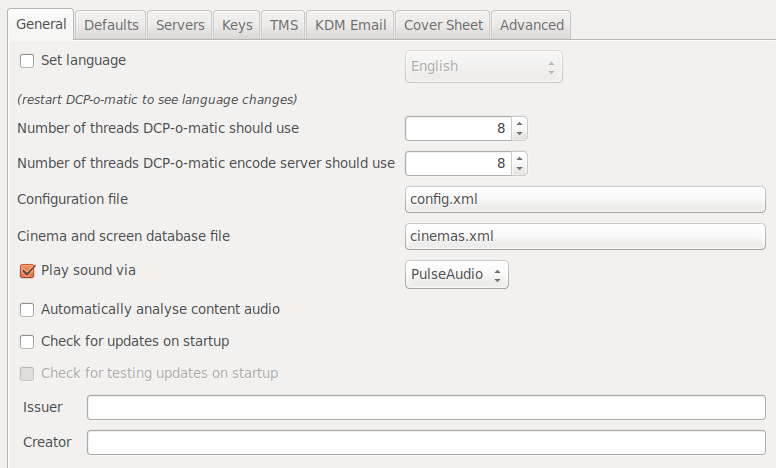 General Defaults Servers Keys TMS KDM Email Cover Sheet Advanced
Set language English
(restart DCP-o-matic to see language changes)
Number of threads DCP-o-matic should use 8
Number of threads DCP-o-matic encode server should use 8
Configuration file config.xml
Cinema and screen database file cinemas.xml
Play sound via PulseAudio
Automatically analyse content audio
Check for updates on startup
Check for testing updates on startup
Issuer
Creator